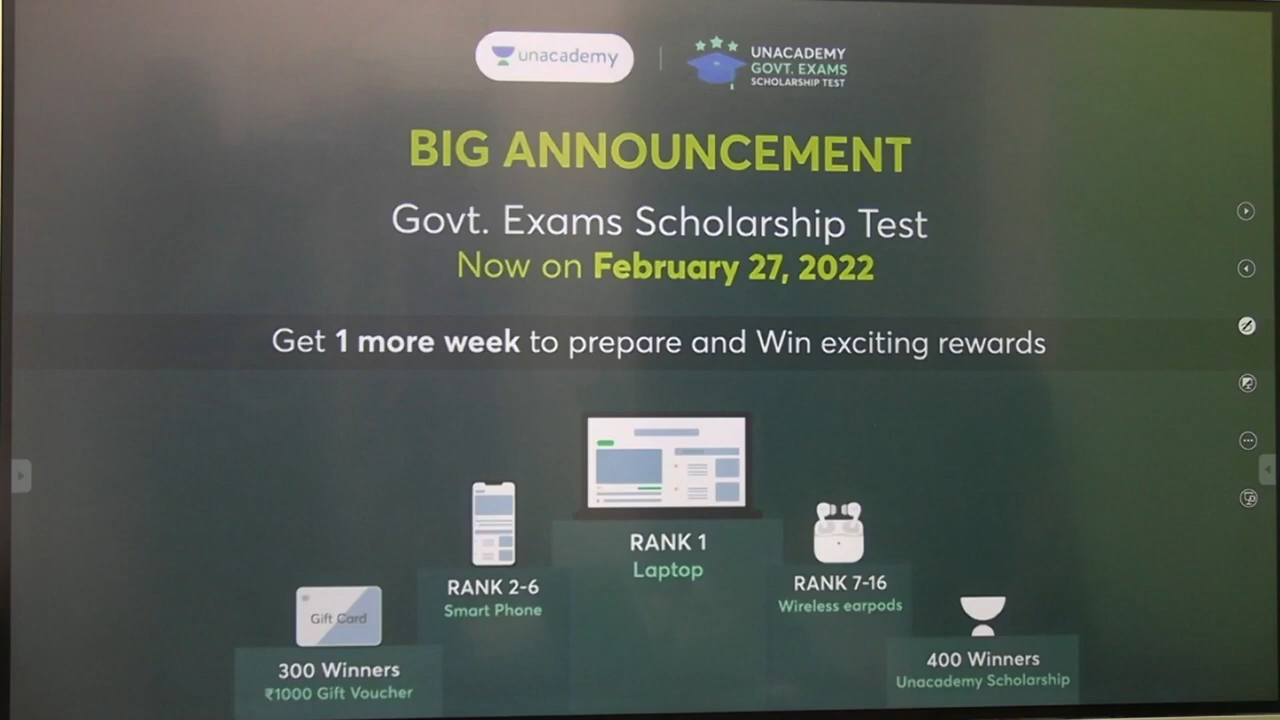 unacademy
UNACADEMY
GOVT. EXAMS
SCHOLARSHIP TEST
BIG ANNOUNCEMENT
Govt. Exams Scholarship Test
Now on February 27, 2022
Get 1 more week to prepare and Win exciting rewards
RANK 1
Laptop
RANK 2-6
Smart Phone
RANK 7-16
Wireless earpods
Gift Card
300 Winners
₹1000 Gift Voucher
400 Winners
Unacademy Scholarship